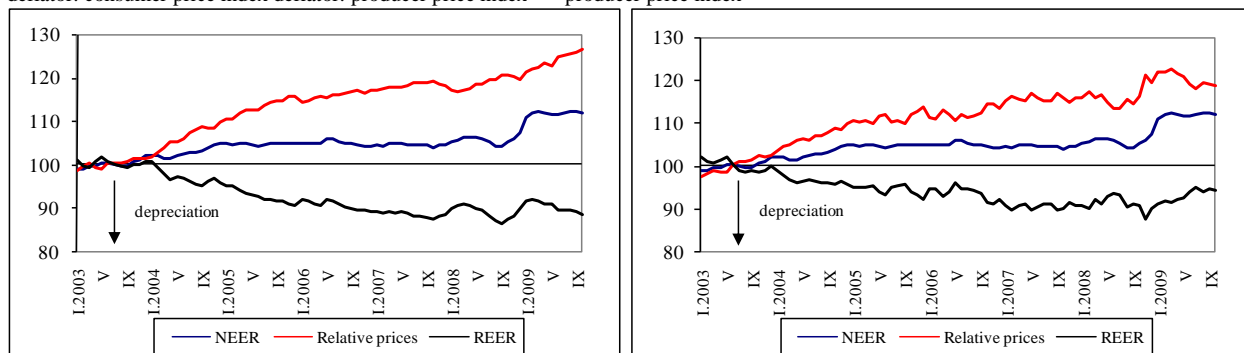 deflator: consumer price index deflator: producer price index producer price index
130
120
110
100
90
80
depreciation
I.2003 V IX I.2004 V IX I.2005 V IX I.2006 V IX I.2007 V IX I.2008 V IX I.2009 V IX
NEER Relative prices REER
130
120
110
100
90
80
depreciation
I.2003 V IX I.2004 V IX I.2005 V IX I.2006 V IX I.2007 V IX I.2008 V IX I.2009 V IX
NEER Relative prices REER